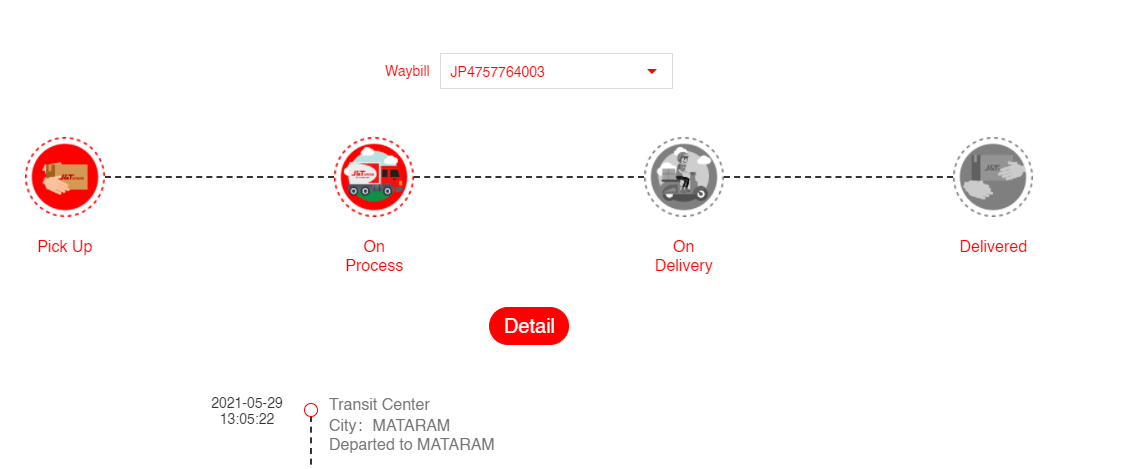 Waybill JP4757764003
J&T
J&T
J&T
Pick Up
On
Process
On
Delivery
Delivered
Detail
2021-05-29
13:05:22
Transit Center
City： MATARAM
Departed to MATARAM